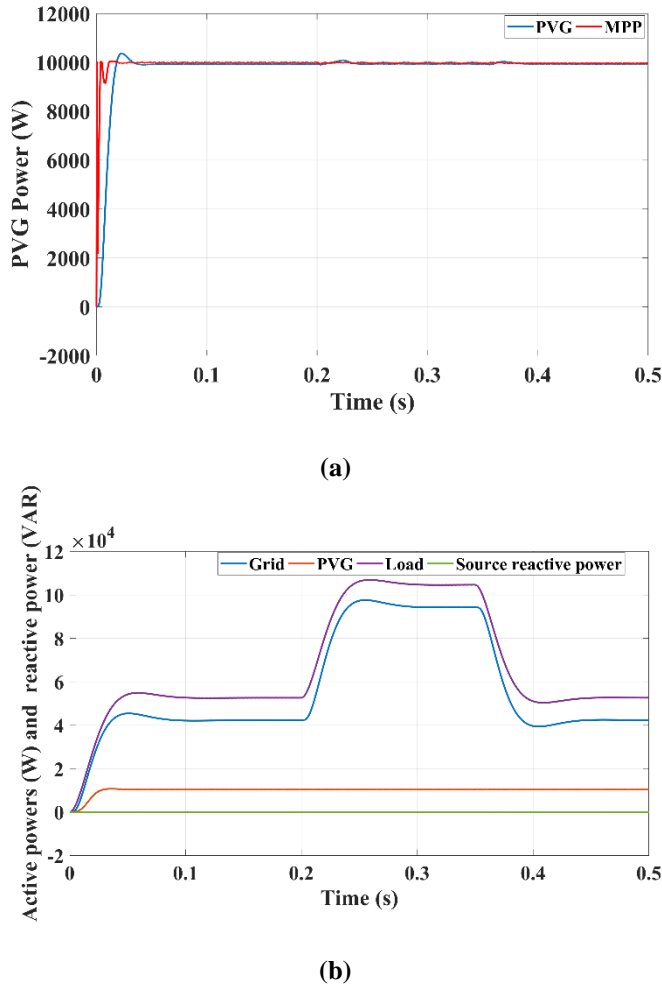 12000
PVG MPP
10000
8000
6000
4000
2000
0
-2000
0 0.1 0.2 0.3 0.4 0.5
PVG Power (W)
Time (s)
(a)
×10⁴
12
Grid PVG Load Source reactive power
10
8
6
4
2
0
-2
0 0.1 0.2 0.3 0.4 0.5
Active powers (W) and reactive power (VAR)
Time (s)
(b)